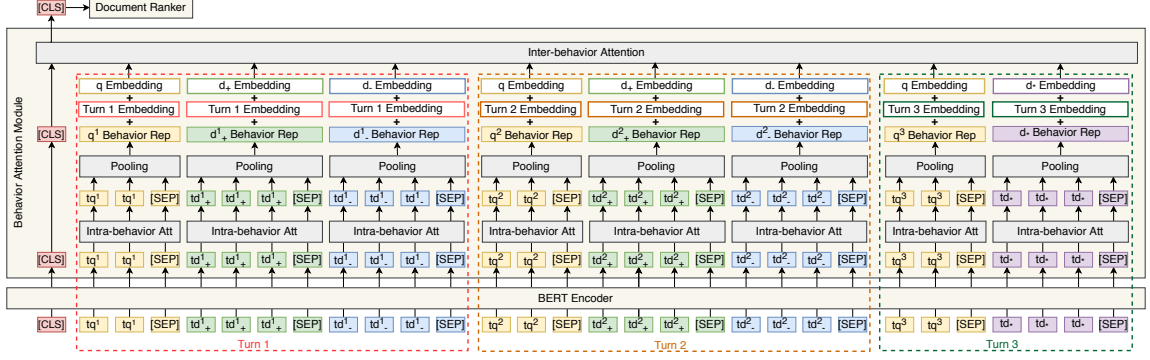 [CLS] Document Ranker
Inter-behavior Attention
q Embedding d₊ Embedding d₋ Embedding q Embedding d₊ Embedding d₋ Embedding q Embedding d* Embedding
+ + + + + + + +
Turn 1 Embedding Turn 1 Embedding Turn 1 Embedding Turn 2 Embedding Turn 2 Embedding Turn 2 Embedding Turn 3 Embedding Turn 3 Embedding
+ + + + + + + +
[CLS] q¹ Behavior Rep d¹₊ Behavior Rep d¹₋ Behavior Rep q² Behavior Rep d²₊ Behavior Rep d²₋ Behavior Rep q³ Behavior Rep d* Behavior Rep
Behavior Attention Module
Pooling Pooling Pooling Pooling Pooling Pooling Pooling Pooling
tq¹ tq¹ [SEP] td¹₊ td¹₊ td¹₊ [SEP] td¹₋ td¹₋ td¹₋ [SEP] tq² tq² [SEP] td²₊ td²₊ td²₊ [SEP] td²₋ td²₋ td²₋ [SEP] tq³ tq³ [SEP] td* td* td* [SEP]
Intra-behavior Att Intra-behavior Att Intra-behavior Att Intra-behavior Att Intra-behavior Att Intra-behavior Att Intra-behavior Att Intra-behavior Att
[CLS] tq¹ tq¹ [SEP] td¹₊ td¹₊ td¹₊ [SEP] td¹₋ td¹₋ td¹₋ [SEP] tq² tq² [SEP] td²₊ td²₊ td²₊ [SEP] td²₋ td²₋ td²₋ [SEP] tq³ tq³ [SEP] td* td* td* [SEP]
BERT Encoder
[CLS] tq¹ tq¹ [SEP] td¹₊ td¹₊ td¹₊ [SEP] td¹₋ td¹₋ td¹₋ [SEP] tq² tq² [SEP] td²₊ td²₊ td²₊ [SEP] td²₋ td²₋ td²₋ [SEP] tq³ tq³ [SEP] td* td* td* [SEP]
Turn 1 Turn 2 Turn 3